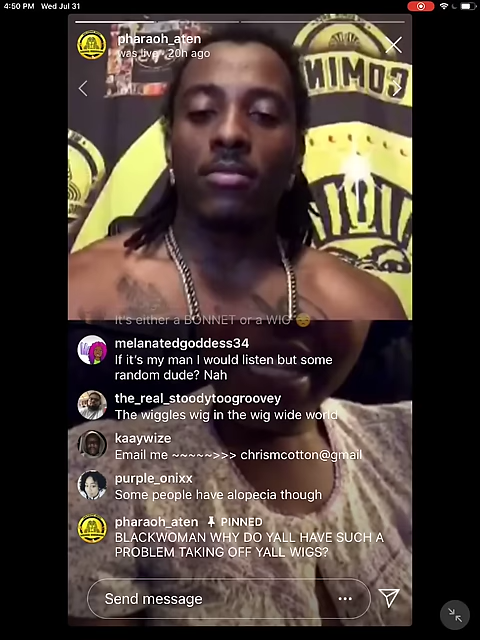 4:50 PM Wed Jul 31
pharaoh_aten
was live · 20h ago
COMIN
It's either a BONNET or a WIG 😔
melanatedgoddess34
If it's my man I would listen but some
random dude? Nah
the_real_stoodytoogroovey
The wiggles wig in the wig wide world
kaaywize
Email me ~~~~~>>> chrismcotton@gmail
purple_onixx
Some people have alopecia though
pharaoh_aten PINNED
BLACKWOMAN WHY DO YALL HAVE SUCH A
PROBLEM TAKING OFF YALL WIGS?
Send message